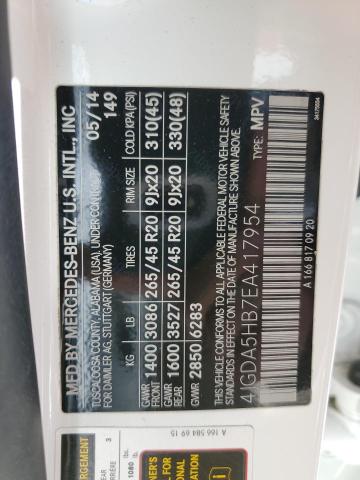 MFD BY MERCEDES-BENZ U.S. INTL., INC
TUSCALOOSA COUNTY, ALABAMA (USA). UNDER
FOR DAIMLER AG, STUTTGART (GERMANY)
05/14
149
KG LB TIRES RIM SIZE COLD KPA(PSI)
GAWR FRONT 1400 3086 265/45 R20 9Jx20 310(45)
GAWR REAR 1600 3527 265/45 R20 9Jx20 330(48)
GVWR 2850 6283
THIS VEHICLE CONFORMS TO ALL APPLICABLE FEDERAL MOTOR VEHICLE SAFETY
STANDARDS IN EFFECT ON THE DATE OF MANUFACTURE SHOWN ABOVE.
4JGDA5HB7EA417954
TYPE: MPV
A 166 817 09 20
A 166 584 69 15
1080 lbs.
3